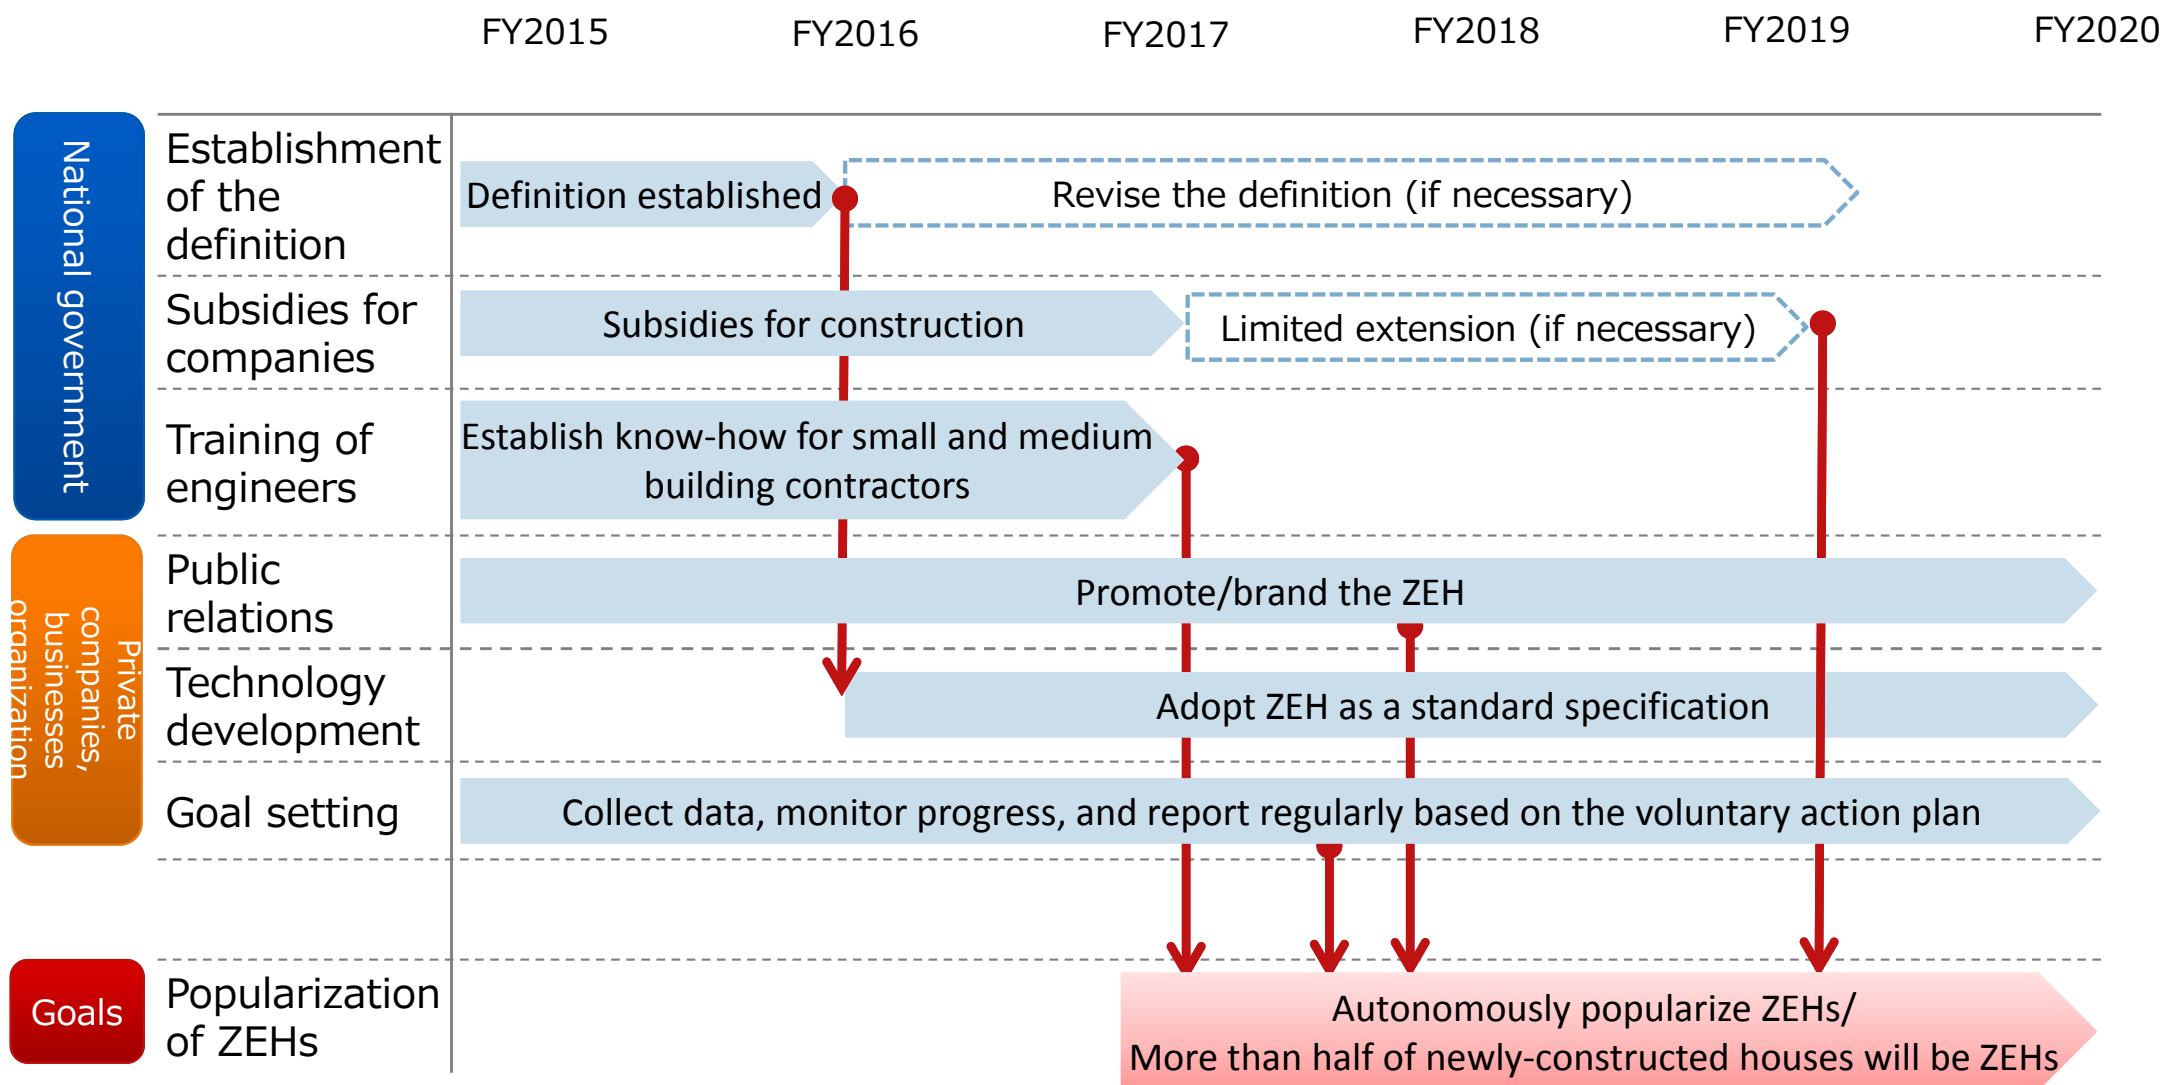 FY2015 FY2016 FY2017 FY2018 FY2019 FY2020
National government
Establishment
of the
definition
Definition established
Revise the definition (if necessary)
Subsidies for
companies
Subsidies for construction
Limited extension (if necessary)
Training of
engineers
Establish know-how for small and medium
building contractors
Private
companies,
businesses
organization
Public
relations
Promote/brand the ZEH
Technology
development
Adopt ZEH as a standard specification
Goal setting
Collect data, monitor progress, and report regularly based on the voluntary action plan
Goals
Popularization
of ZEHs
Autonomously popularize ZEHs/
More than half of newly-constructed houses will be ZEHs